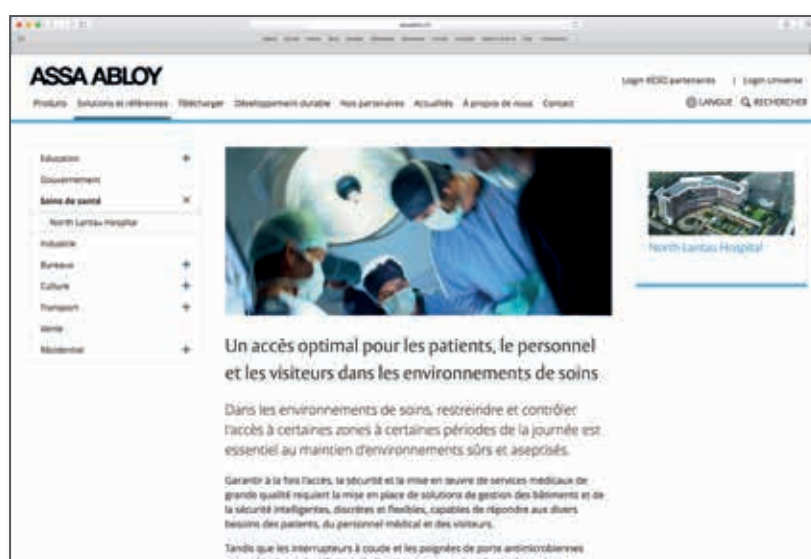 ASSA ABLOY
Login partenaires | Login Universe
Produits Solutions et références Télécharger Développement durable Nos partenaires Actualités À propos de nous Contact
LANGUE RECHERCHER
Education +
Gouvernement
Soins de santé ×
North Lantau Hospital
Industrie
Bureaux +
Culture +
Transport +
Vente
Résidentiel +
North Lantau Hospital
Un accès optimal pour les patients, le personnel
et les visiteurs dans les environnements de soins
Dans les environnements de soins, restreindre et contrôler
l'accès à certaines zones à certaines périodes de la journée est
essentiel au maintien d'environnements sûrs et aseptisés.
Garantir à la fois l'accès, la sécurité et la mise en œuvre de services médicaux de
grande qualité requiert la mise en place de solutions de gestion des bâtiments et de
la sécurité intelligentes, discrètes et flexibles, capables de répondre aux divers
besoins des patients, du personnel médical et des visiteurs.
Tandis que les interrupteurs à coude et les poignées de porte antimicrobiennes